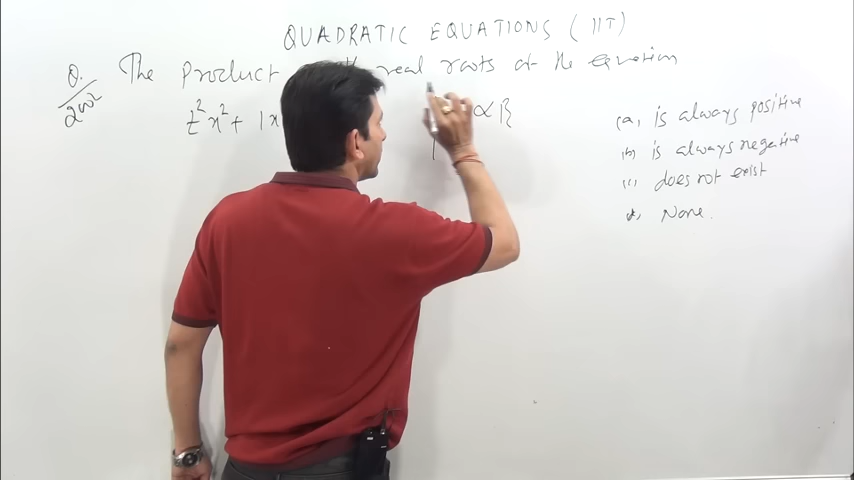 QUADRATIC EQUATIONS (IIT)
Q. The Product real roots of the equation
2002
t²x² + |x αβ
(a) is always positive
(b) is always negative
(c) does not exist
(d) None.